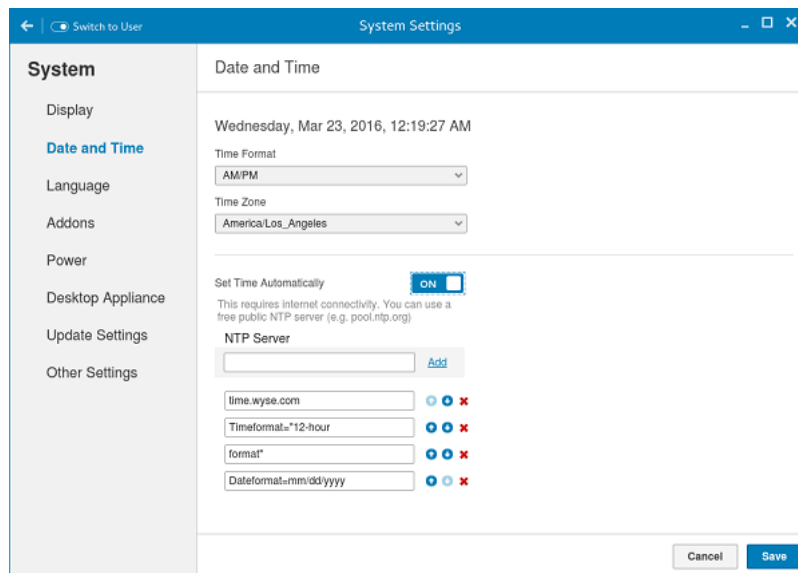 Switch to User
System Settings
System
Display
Date and Time
Language
Addons
Power
Desktop Appliance
Update Settings
Other Settings
Date and Time
Wednesday, Mar 23, 2016, 12:19:27 AM
Time Format
AM/PM
Time Zone
America/Los_Angeles
Set Time Automatically
ON
This requires internet connectivity. You can use a
free public NTP server (e.g. pool.ntp.org)
NTP Server
Add
time.wyse.com
Timeformat="12-hour
format"
Dateformat=mm/dd/yyyy
Cancel
Save